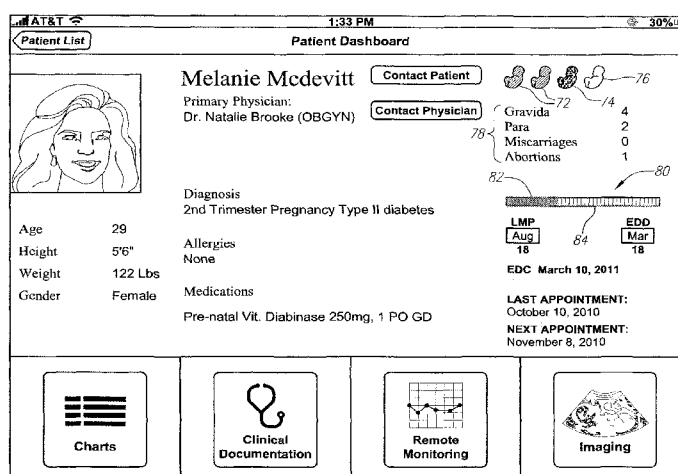 AT&T 1:33 PM 30%
Patient List Patient Dashboard
Melanie Mcdevitt
Contact Patient
Primary Physician:
Dr. Natalie Brooke (OBGYN)
Contact Physician
76
72
74
78
Gravida 4
Para 2
Miscarriages 0
Abortions 1
82
80
84
Diagnosis
2nd Trimester Pregnancy Type II diabetes
Allergies
None
Medications
Pre-natal Vit. Diabinase 250mg, 1 PO GD
Age 29
Height 5'6"
Weight 122 Lbs
Gender Female
LMP EDD
Aug Mar
18 18
EDC March 10, 2011
LAST APPOINTMENT:
October 10, 2010
NEXT APPOINTMENT:
November 8, 2010
Charts
Clinical
Documentation
Remote
Monitoring
Imaging